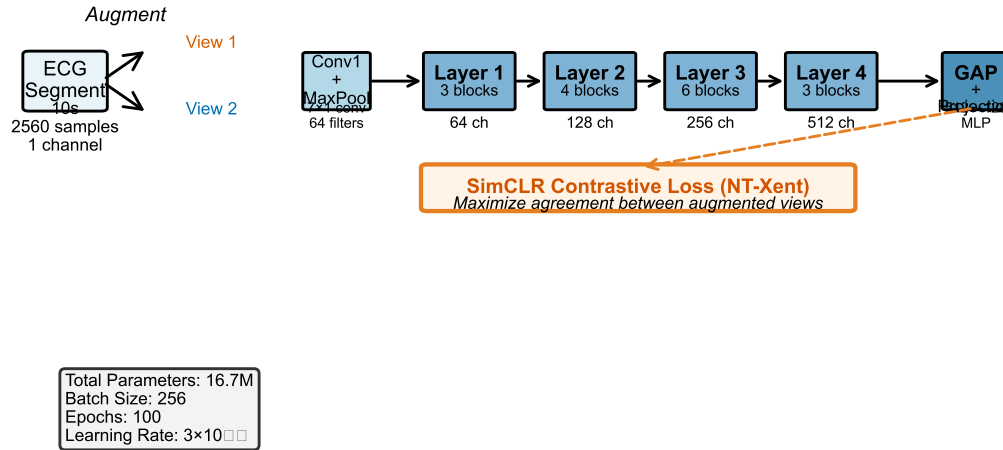 Augment
View 1
View 2
ECG
Segment
10s
2560 samples
1 channel
Conv1
+
MaxPool
7×1 conv
64 filters
Layer 1
3 blocks
64 ch
Layer 2
4 blocks
128 ch
Layer 3
6 blocks
256 ch
Layer 4
3 blocks
512 ch
GAP
+
MLP
SimCLR Contrastive Loss (NT-Xent)
Maximize agreement between augmented views
Total Parameters: 16.7M
Batch Size: 256
Epochs: 100
Learning Rate: 3×10